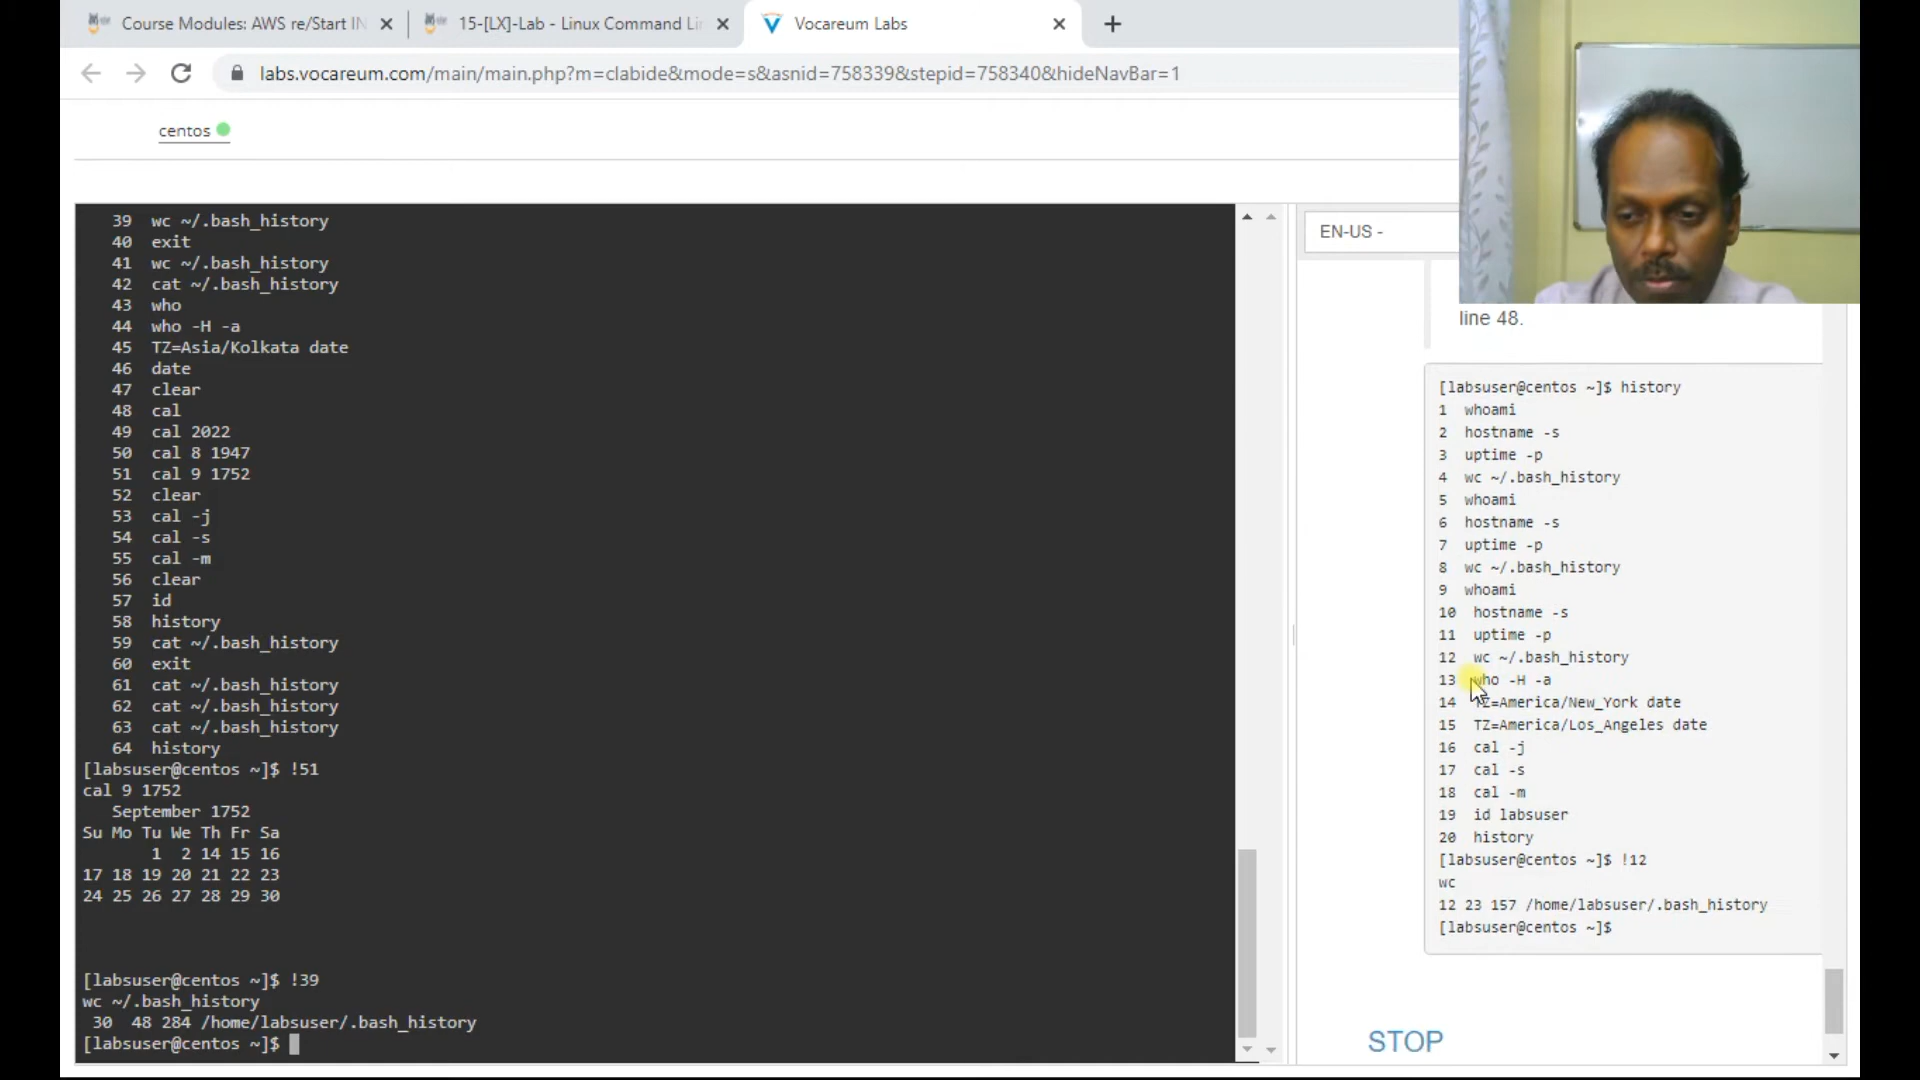 Course Modules: AWS re/Start IN
15-[LX]-Lab - Linux Command Lin
Vocareum Labs
labs.vocareum.com/main/main.php?m=clabide&mode=s&asnid=758339&stepid=758340&hideNavBar=1
centos
39 wc ~/.bash_history
40 exit
41 wc ~/.bash_history
42 cat ~/.bash_history
43 who
44 who -H -a
45 TZ=Asia/Kolkata date
46 date
47 clear
48 cal
49 cal 2022
50 cal 8 1947
51 cal 9 1752
52 clear
53 cal -j
54 cal -s
55 cal -m
56 clear
57 id
58 history
59 cat ~/.bash_history
60 exit
61 cat ~/.bash_history
62 cat ~/.bash_history
63 cat ~/.bash_history
64 history
[labsuser@centos ~]$ !51
cal 9 1752
September 1752
Su Mo Tu We Th Fr Sa
1 2 14 15 16
17 18 19 20 21 22 23
24 25 26 27 28 29 30
[labsuser@centos ~]$ !39
wc ~/.bash_history
30 48 284 /home/labsuser/.bash_history
[labsuser@centos ~]$
EN-US -
line 48.
[labsuser@centos ~]$ history
1 whoami
2 hostname -s
3 uptime -p
4 wc ~/.bash_history
5 whoami
6 hostname -s
7 uptime -p
8 wc ~/.bash_history
9 whoami
10 hostname -s
11 uptime -p
12 wc ~/.bash_history
13 who -H -a
14 TZ=America/New_York date
15 TZ=America/Los_Angeles date
16 cal -j
17 cal -s
18 cal -m
19 id labsuser
20 history
[labsuser@centos ~]$ !12
wc
12 23 157 /home/labsuser/.bash_history
[labsuser@centos ~]$
STOP